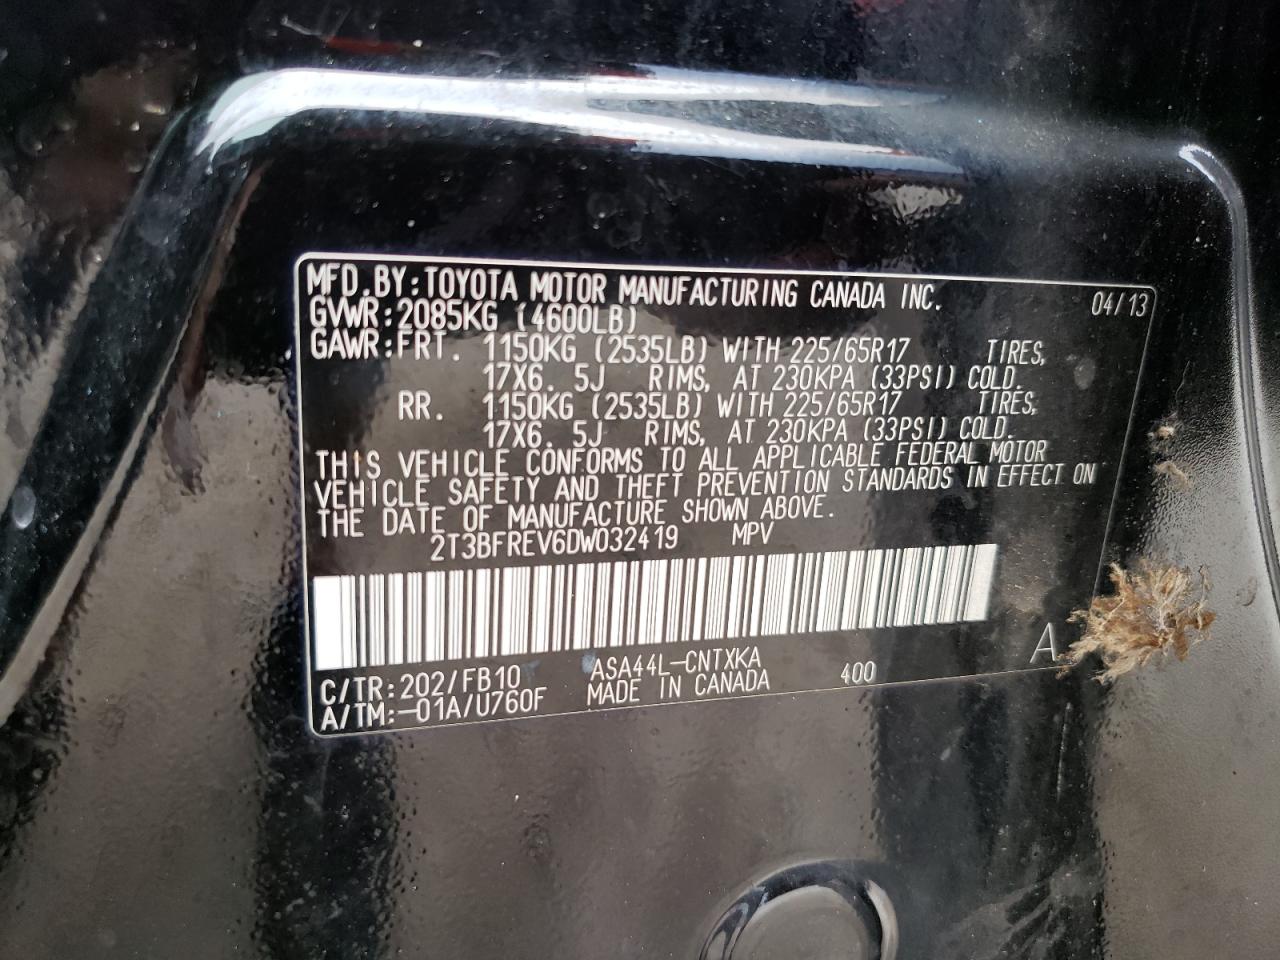 MFD.BY:TOYOTA MOTOR MANUFACTURING CANADA INC. 04/13
GVWR:2085KG (4600LB)
GAWR:FRT. 1150KG (2535LB) WITH 225/65R17 TIRES,
17X6. 5J RIMS, AT 230KPA (33PSI) COLD.
RR. 1150KG (2535LB) WITH 225/65R17 TIRES,
17X6. 5J RIMS, AT 230KPA (33PSI) COLD.
THIS VEHICLE CONFORMS TO ALL APPLICABLE FEDERAL MOTOR
VEHICLE SAFETY AND THEFT PREVENTION STANDARDS IN EFFECT ON
THE DATE OF MANUFACTURE SHOWN ABOVE.
2T3BFREV6DW032419 MPV
A
C/TR:202/FB10 ASA44L-CNTXKA 400
A/TM:-01A/U760F MADE IN CANADA